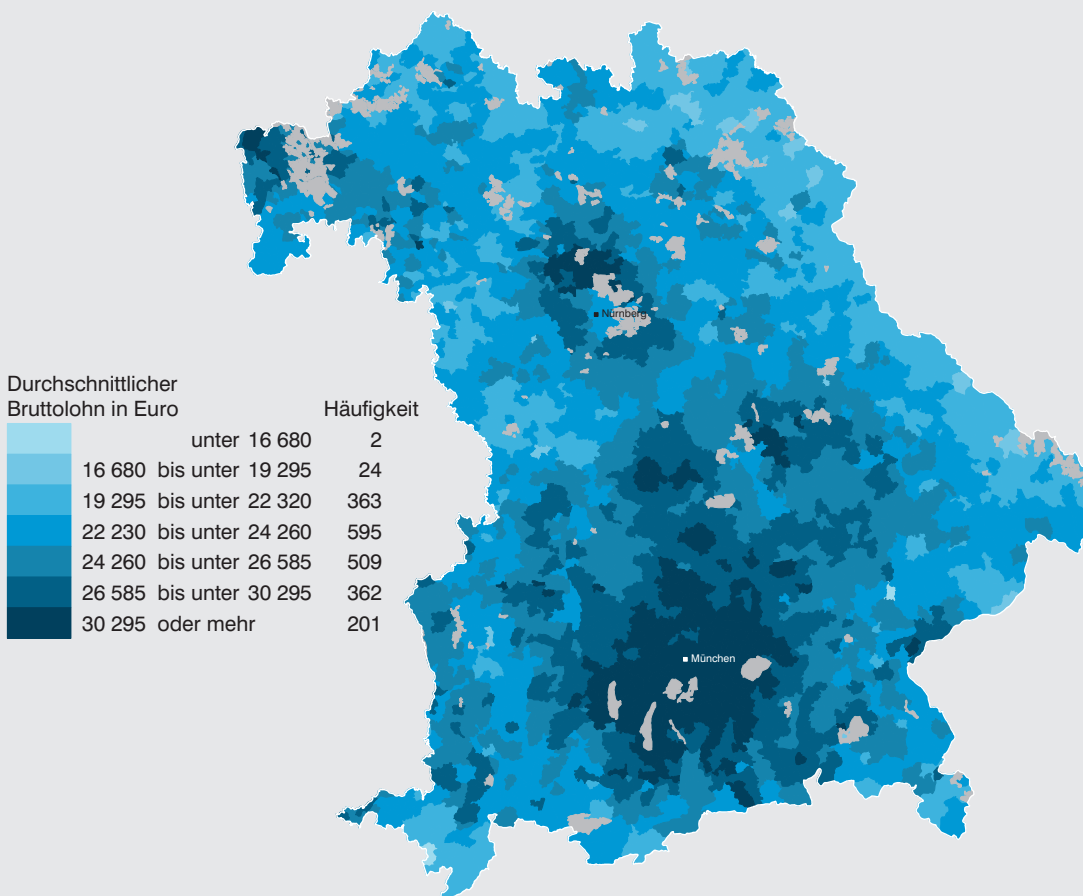 Nürnberg
Durchschnittlicher
Bruttolohn in Euro Häufigkeit
unter 16 680 2
16 680 bis unter 19 295 24
19 295 bis unter 22 320 363
22 230 bis unter 24 260 595
24 260 bis unter 26 585 509
26 585 bis unter 30 295 362
30 295 oder mehr 201
München